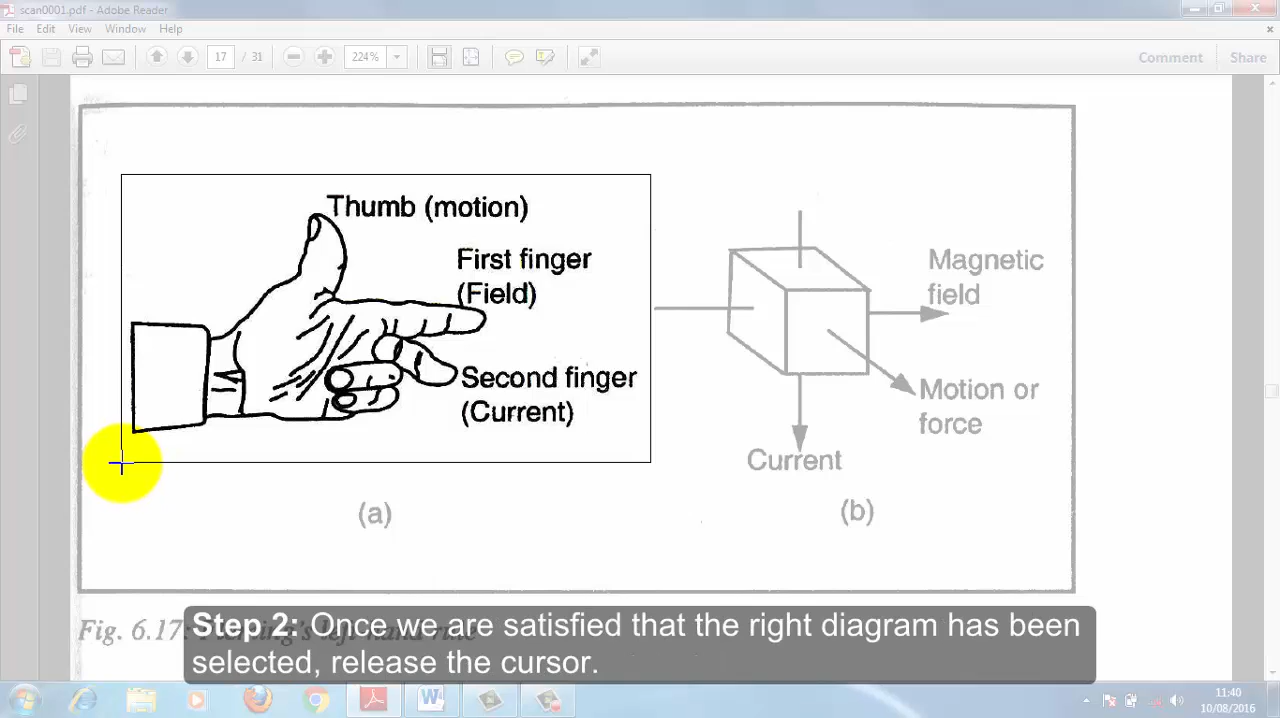 scan0001.pdf - Adobe Reader
File Edit View Window Help
17 / 31 224% Comment Share
Thumb (motion)
First finger
(Field)
Second finger
(Current)
Magnetic
field
Motion or
force
Current
(a)
(b)
Fig. 6.17:
Step 2: Once we are satisfied that the right diagram has been
selected, release the cursor.
11:40
10/08/2016